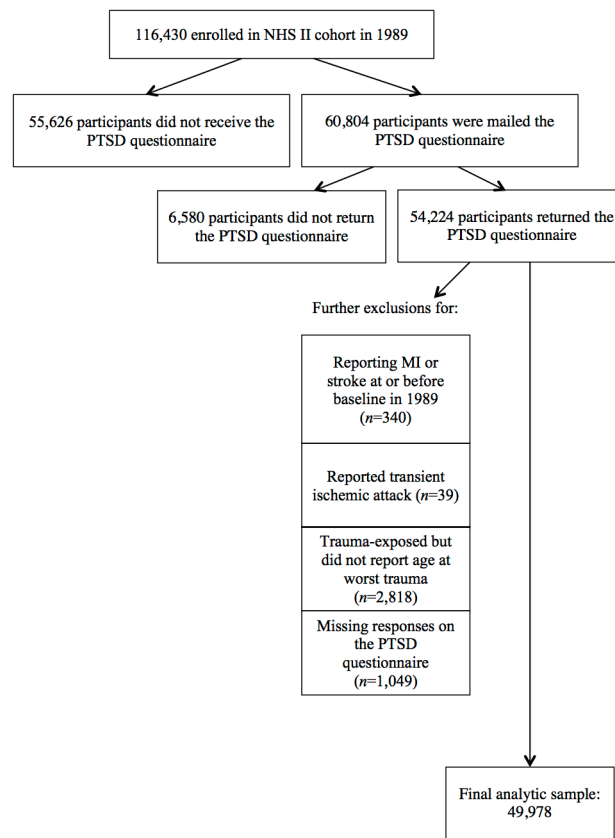 116,430 enrolled in NHS II cohort in 1989
55,626 participants did not receive the
PTSD questionnaire
60,804 participants were mailed the
PTSD questionnaire
6,580 participants did not return
the PTSD questionnaire
54,224 participants returned the
PTSD questionnaire
Further exclusions for:
Reporting MI or
stroke at or before
baseline in 1989
(n=340)
Reported transient
ischemic attack (n=39)
Trauma-exposed but
did not report age at
worst trauma
(n=2,818)
Missing responses on
the PTSD
questionnaire
(n=1,049)
Final analytic sample:
49,978